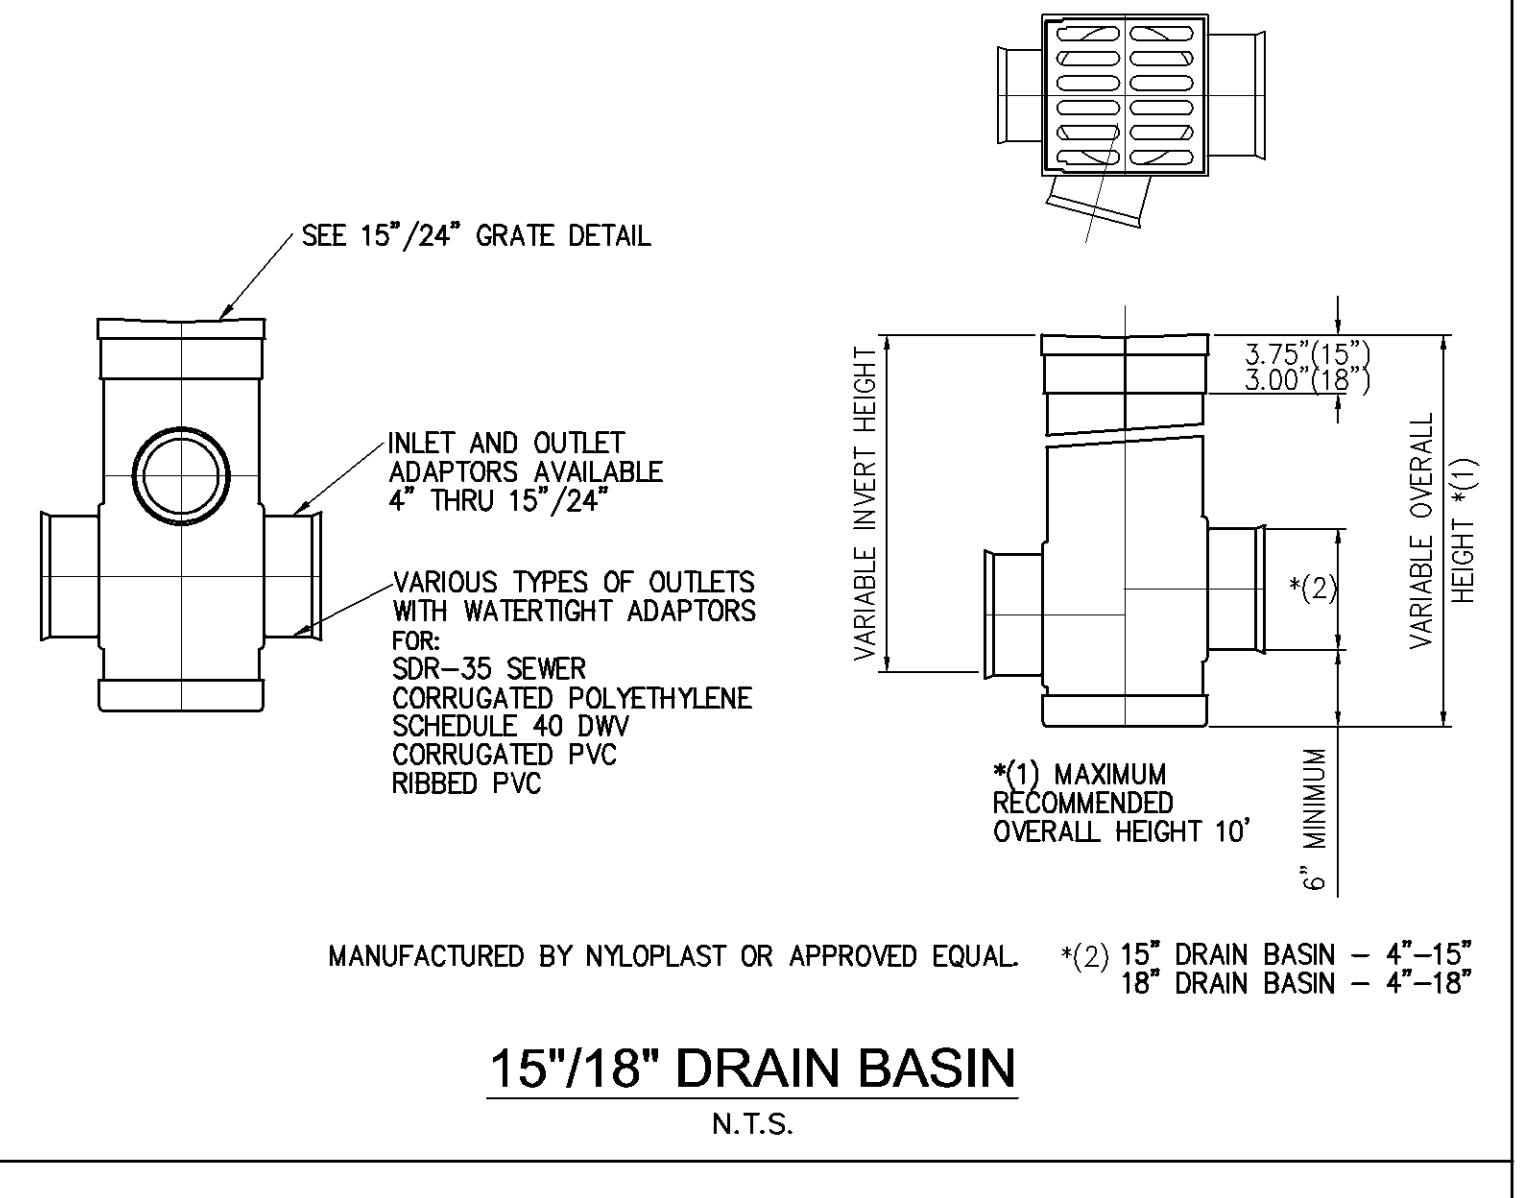 SEE 15"/24" GRATE DETAIL
INLET AND OUTLET
ADAPTORS AVAILABLE
4" THRU 15"/24"
VARIOUS TYPES OF OUTLETS
WITH WATERTIGHT ADAPTORS
FOR:
SDR-35 SEWER
CORRUGATED POLYETHYLENE
SCHEDULE 40 DWV
CORRUGATED PVC
RIBBED PVC
VARIABLE INVERT HEIGHT
3.75"(15")
3.00"(18")
*(2)
VARIABLE OVERALL
HEIGHT *(1)
6" MINIMUM
*(1) MAXIMUM
RECOMMENDED
OVERALL HEIGHT 10'
MANUFACTURED BY NYLOPLAST OR APPROVED EQUAL.
*(2) 15" DRAIN BASIN - 4"-15"
18" DRAIN BASIN - 4"-18"
15"/18" DRAIN BASIN
N.T.S.